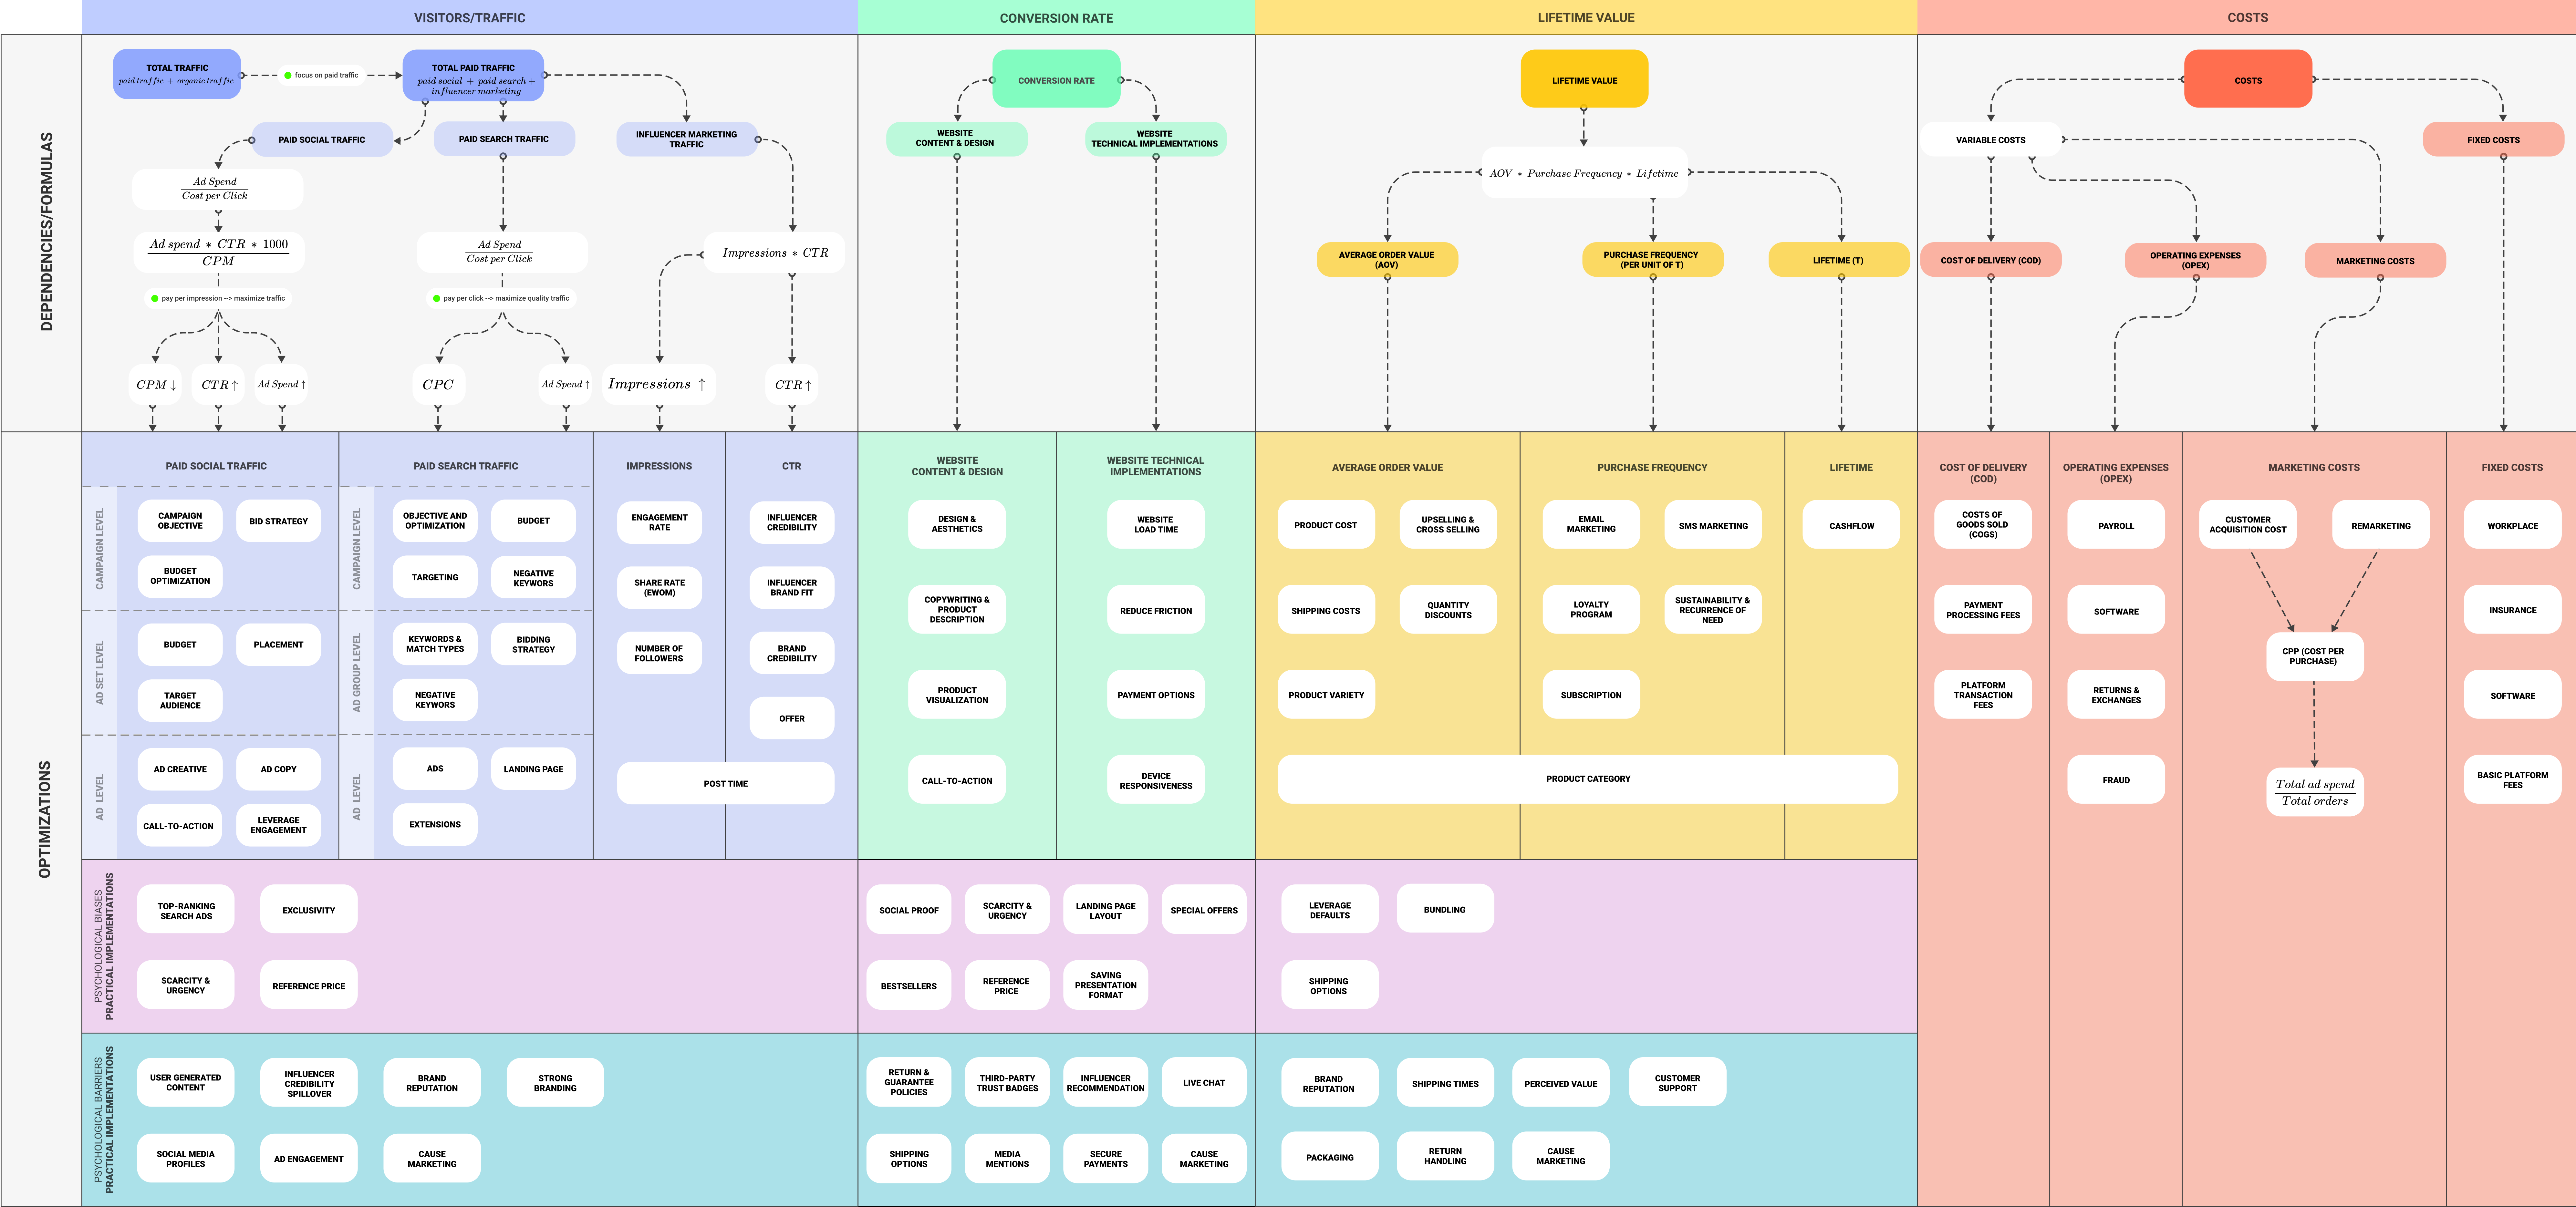 VISITORS/TRAFFIC
CONVERSION RATE
LIFETIME VALUE
COSTS
DEPENDENCIES/FORMULAS
TOTAL TRAFFIC
paid traffic + organic traffic
focus on paid traffic
TOTAL PAID TRAFFIC
paid social + paid search +
influencer marketing
PAID SOCIAL TRAFFIC
PAID SEARCH TRAFFIC
INFLUENCER MARKETING
TRAFFIC
Ad Spend
Cost per Click
Ad spend * CTR * 1000
CPM
Ad Spend
Cost per Click
Impressions * CTR
pay per impression --> maximize traffic
pay per click --> maximize quality traffic
CPM ↓
CTR ↑
Ad Spend ↑
CPC
Ad Spend ↑
Impressions ↑
CTR ↑
CONVERSION RATE
WEBSITE
CONTENT & DESIGN
WEBSITE
TECHNICAL IMPLEMENTATIONS
LIFETIME VALUE
AOV * Purchase Frequency * Lifetime
AVERAGE ORDER VALUE
(AOV)
PURCHASE FREQUENCY
(PER UNIT OF T)
LIFETIME (T)
COSTS
VARIABLE COSTS
FIXED COSTS
COST OF DELIVERY (COD)
OPERATING EXPENSES
(OPEX)
MARKETING COSTS
OPTIMIZATIONS
PAID SOCIAL TRAFFIC
CAMPAIGN LEVEL
CAMPAIGN
OBJECTIVE
BID STRATEGY
BUDGET
OPTIMIZATION
AD SET LEVEL
BUDGET
PLACEMENT
TARGET
AUDIENCE
AD LEVEL
AD CREATIVE
AD COPY
CALL-TO-ACTION
LEVERAGE
ENGAGEMENT
PAID SEARCH TRAFFIC
CAMPAIGN LEVEL
OBJECTIVE AND
OPTIMIZATION
BUDGET
TARGETING
NEGATIVE
KEYWORS
AD GROUP LEVEL
KEYWORDS &
MATCH TYPES
BIDDING
STRATEGY
NEGATIVE
KEYWORS
AD LEVEL
ADS
LANDING PAGE
EXTENSIONS
IMPRESSIONS
ENGAGEMENT
RATE
SHARE RATE
(EWOM)
NUMBER OF
FOLLOWERS
CTR
INFLUENCER
CREDIBILITY
INFLUENCER
BRAND FIT
BRAND
CREDIBILITY
OFFER
POST TIME
WEBSITE
CONTENT & DESIGN
DESIGN &
AESTHETICS
COPYWRITING &
PRODUCT
DESCRIPTION
PRODUCT
VISUALIZATION
CALL-TO-ACTION
WEBSITE TECHNICAL
IMPLEMENTATIONS
WEBSITE
LOAD TIME
REDUCE FRICTION
PAYMENT OPTIONS
DEVICE
RESPONSIVENESS
AVERAGE ORDER VALUE
PRODUCT COST
UPSELLING &
CROSS SELLING
SHIPPING COSTS
QUANTITY
DISCOUNTS
PRODUCT VARIETY
PURCHASE FREQUENCY
EMAIL
MARKETING
SMS MARKETING
LOYALTY
PROGRAM
SUSTAINABILITY &
RECURRENCE OF
NEED
SUBSCRIPTION
LIFETIME
CASHFLOW
PRODUCT CATEGORY
COST OF DELIVERY
(COD)
COSTS OF
GOODS SOLD
(COGS)
PAYMENT
PROCESSING FEES
PLATFORM
TRANSACTION
FEES
OPERATING EXPENSES
(OPEX)
PAYROLL
SOFTWARE
RETURNS &
EXCHANGES
FRAUD
MARKETING COSTS
CUSTOMER
ACQUISITION COST
REMARKETING
CPP (COST PER
PURCHASE)
Total ad spend
Total orders
FIXED COSTS
WORKPLACE
INSURANCE
SOFTWARE
BASIC PLATFORM
FEES
PSYCHOLOGICAL BIASES
PRACTICAL IMPLEMENTATIONS
TOP-RANKING
SEARCH ADS
EXCLUSIVITY
SCARCITY &
URGENCY
REFERENCE PRICE
SOCIAL PROOF
SCARCITY &
URGENCY
LANDING PAGE
LAYOUT
SPECIAL OFFERS
BESTSELLERS
REFERENCE
PRICE
SAVING
PRESENTATION
FORMAT
LEVERAGE
DEFAULTS
BUNDLING
SHIPPING
OPTIONS
PSYCHOLOGICAL BARRIERS
PRACTICAL IMPLEMENTATIONS
USER GENERATED
CONTENT
INFLUENCER
CREDIBILITY
SPILLOVER
BRAND
REPUTATION
STRONG
BRANDING
SOCIAL MEDIA
PROFILES
AD ENGAGEMENT
CAUSE
MARKETING
RETURN &
GUARANTEE
POLICIES
THIRD-PARTY
TRUST BADGES
INFLUENCER
RECOMMENDATION
LIVE CHAT
SHIPPING
OPTIONS
MEDIA
MENTIONS
SECURE
PAYMENTS
CAUSE
MARKETING
BRAND
REPUTATION
SHIPPING TIMES
PERCEIVED VALUE
CUSTOMER
SUPPORT
PACKAGING
RETURN
HANDLING
CAUSE
MARKETING